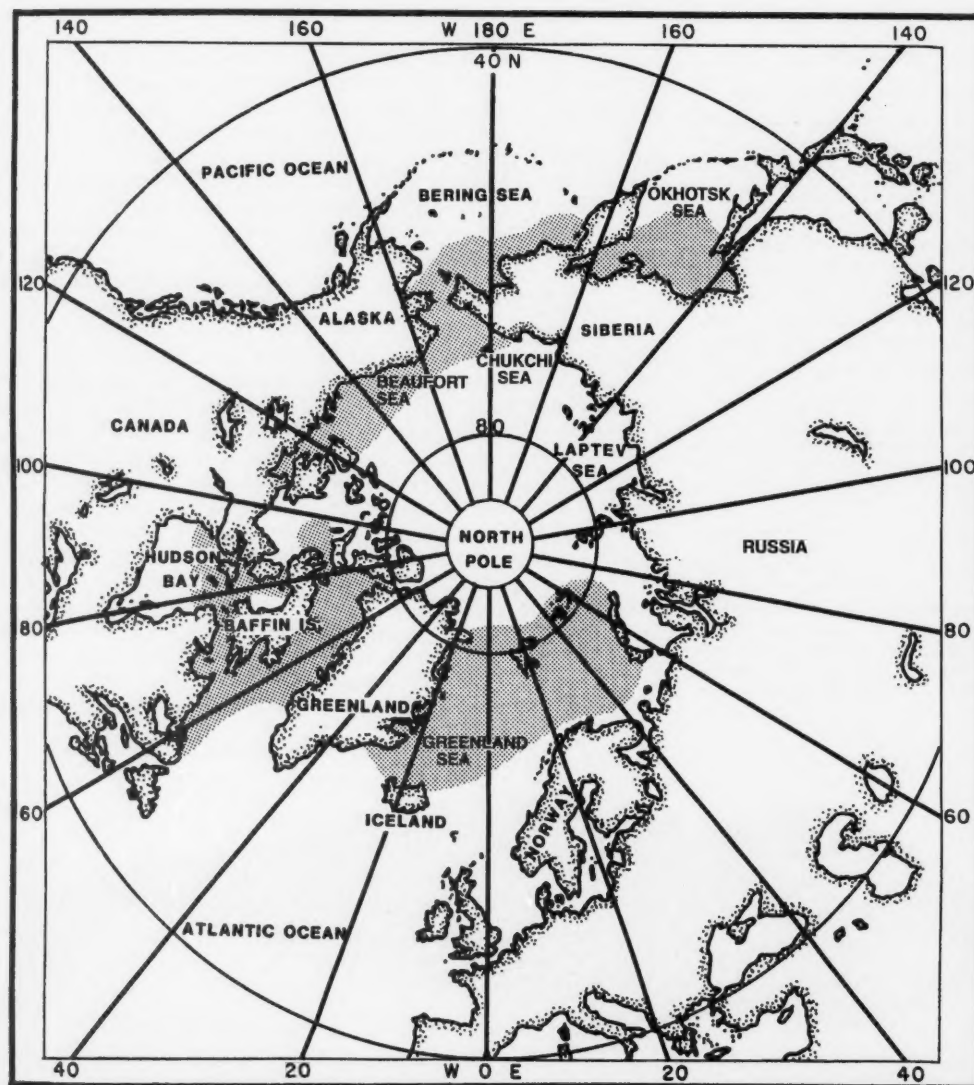 140 160 W 180 E 160 140
40 N
PACIFIC OCEAN
BERING SEA
OKHOTSK
SEA
120
120
ALASKA
SIBERIA
CHUKCHI
SEA
BEAUFORT
SEA
CANADA
80
LAPTEV
SEA
100
100
NORTH
POLE
RUSSIA
HUDSON
BAY
BAFFIN IS.
80
80
GREENLAND
GREENLAND
SEA
60
60
ICELAND
NORWAY
ATLANTIC OCEAN
40 20 W 0 E 20 40